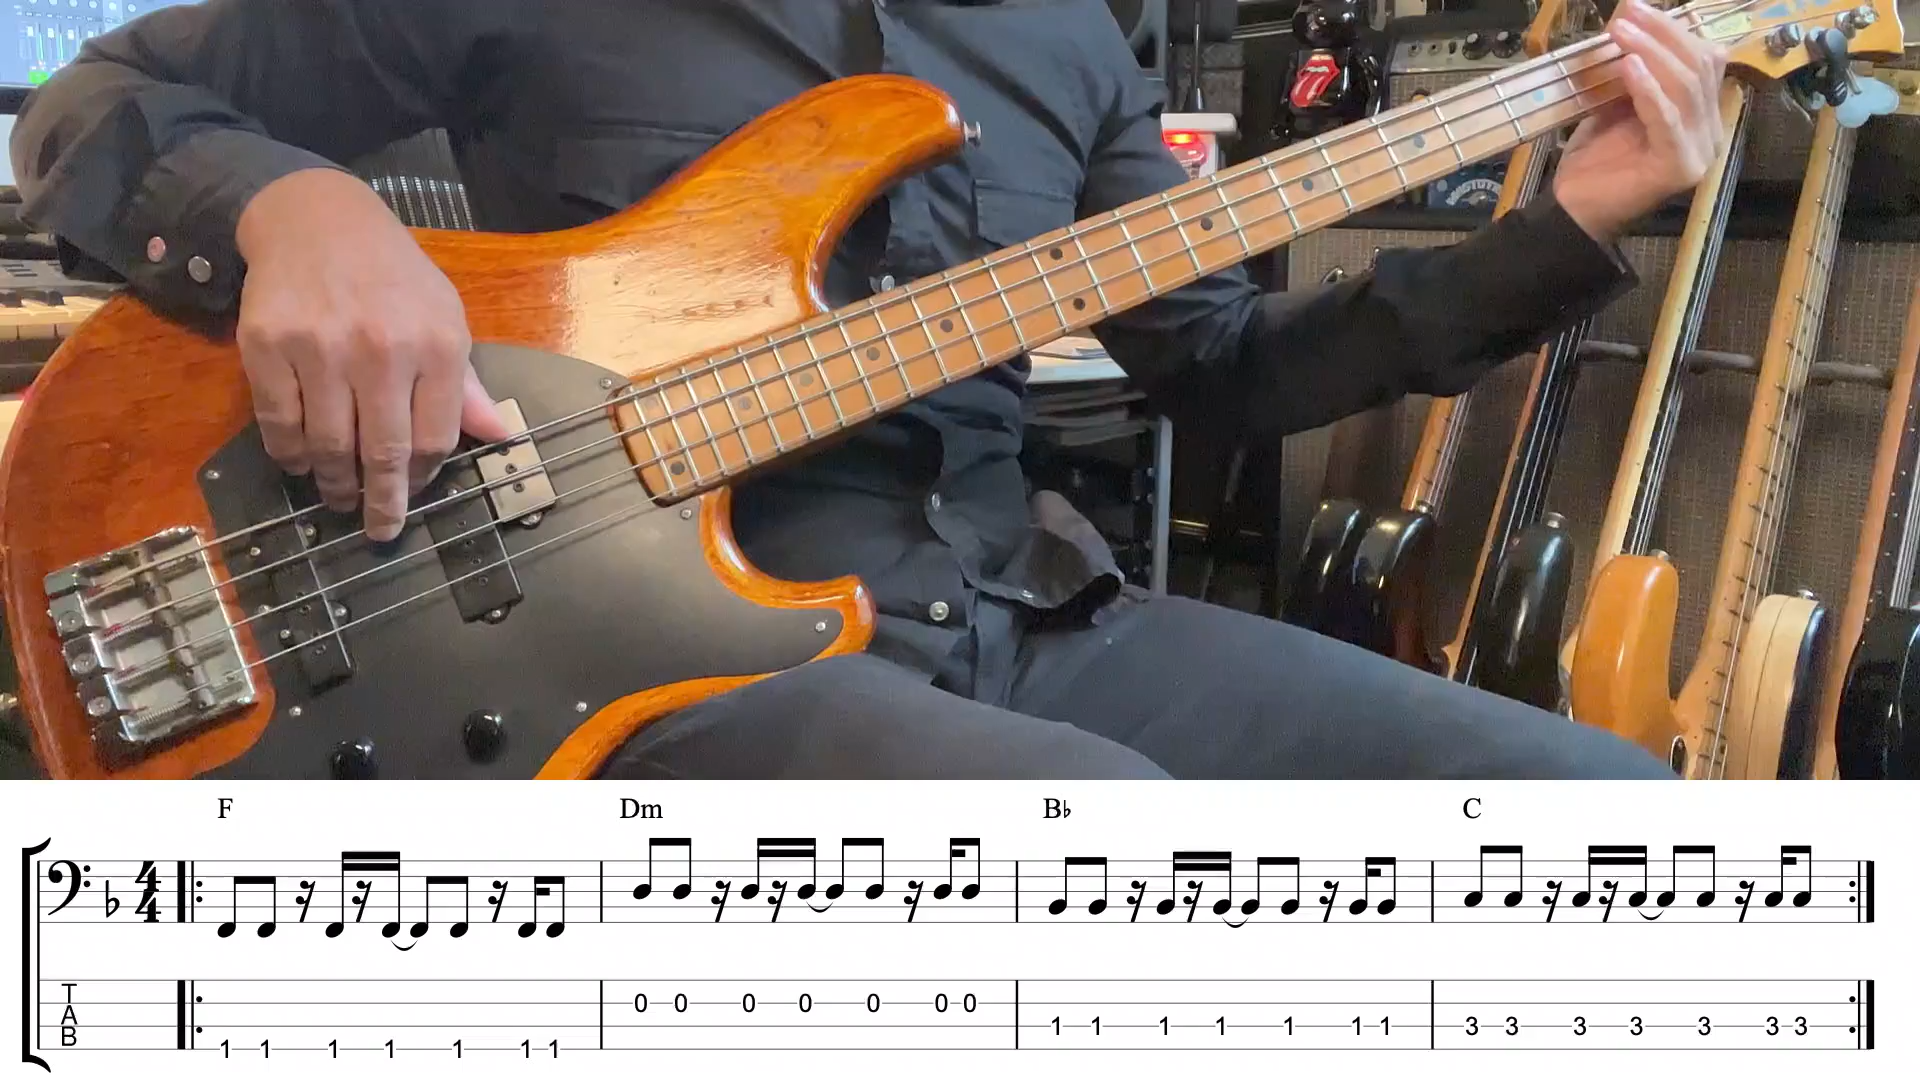 F Dm B♭ C
4
4
T 0 0 0 0 0 0 0
A 1 1 1 1 1 1 1 3 3 3 3 3 3 3
B 1 1 1 1 1 1 1